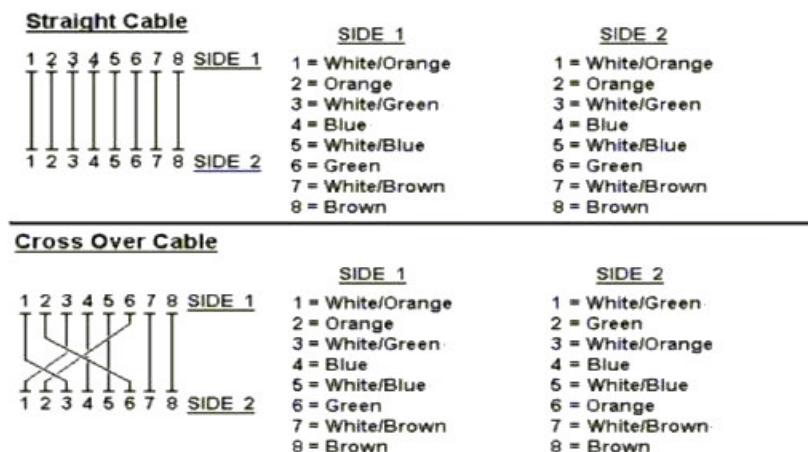 Straight Cable
1 2 3 4 5 6 7 8 SIDE 1
1 2 3 4 5 6 7 8 SIDE 2
SIDE 1
1 = White/Orange
2 = Orange
3 = White/Green
4 = Blue
5 = White/Blue
6 = Green
7 = White/Brown
8 = Brown
SIDE 2
1 = White/Orange
2 = Orange
3 = White/Green
4 = Blue
5 = White/Blue
6 = Green
7 = White/Brown
8 = Brown
Cross Over Cable
1 2 3 4 5 6 7 8 SIDE 1
1 2 3 4 5 6 7 8 SIDE 2
SIDE 1
1 = White/Orange
2 = Orange
3 = White/Green
4 = Blue
5 = White/Blue
6 = Green
7 = White/Brown
8 = Brown
SIDE 2
1 = White/Green
2 = Green
3 = White/Orange
4 = Blue
5 = White/Blue
6 = Orange
7 = White/Brown
8 = Brown